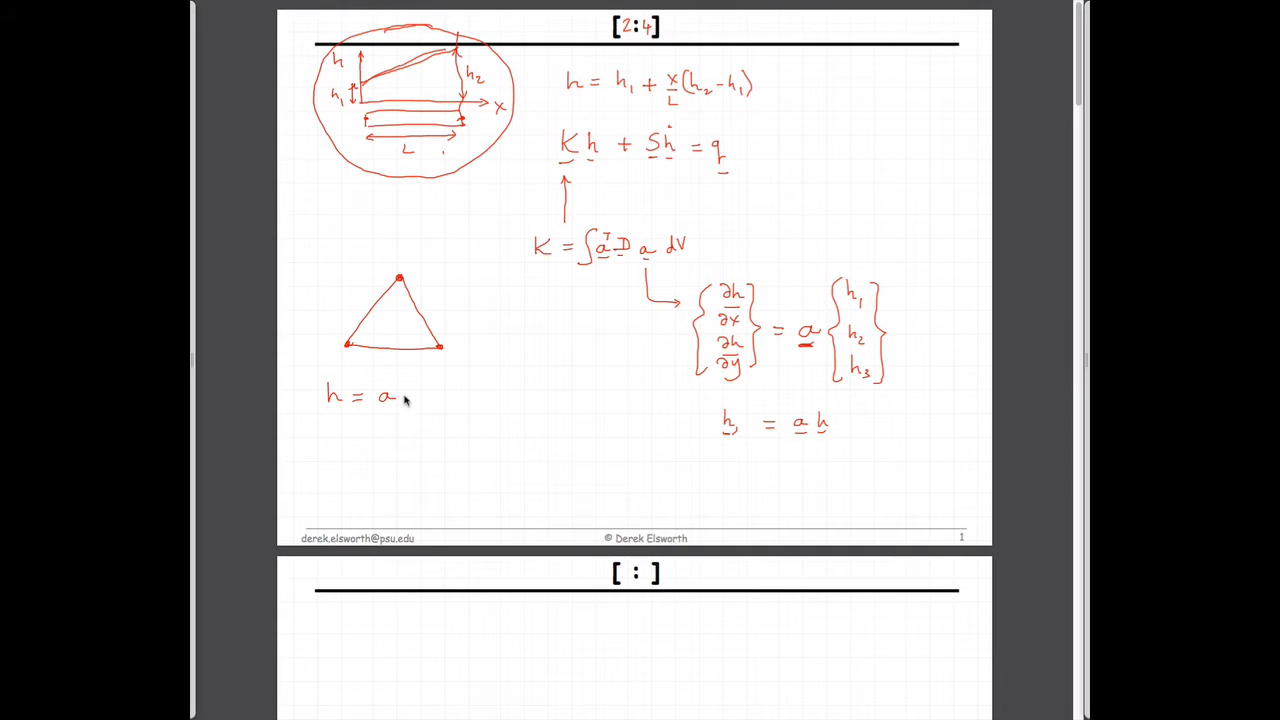 [2:4]
h
h₁
h₂
x
L
h = h₁ + x/L (h₂ - h₁)
K h + S ḣ = q
K = ∫ aᵀ D a dV
{∂h/∂x ∂h/∂y} = a {h₁ h₂ h₃}
h = a
h, = a h
derek.elsworth@psu.edu
© Derek Elsworth
1
[ : ]